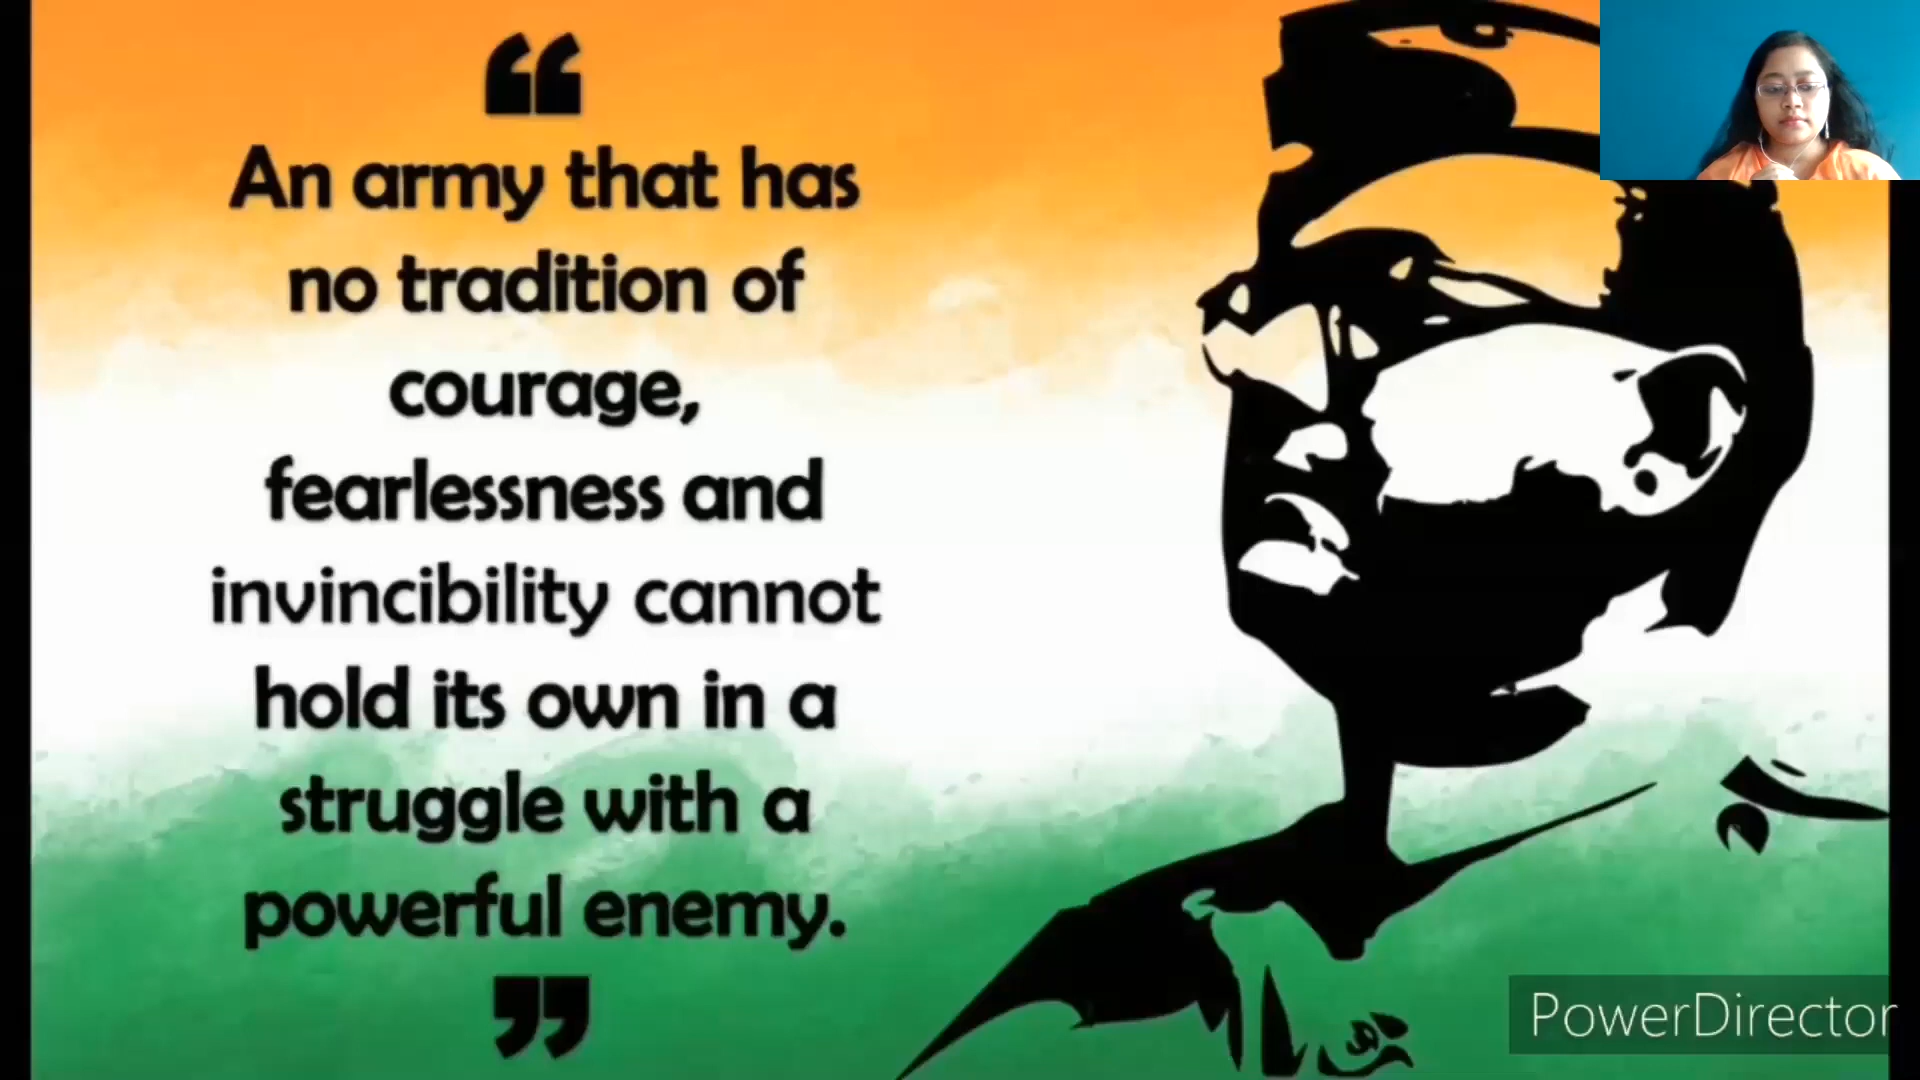 “
An army that has
no tradition of
courage,
fearlessness and
invincibility cannot
hold its own in a
struggle with a
powerful enemy.
”
PowerDirector